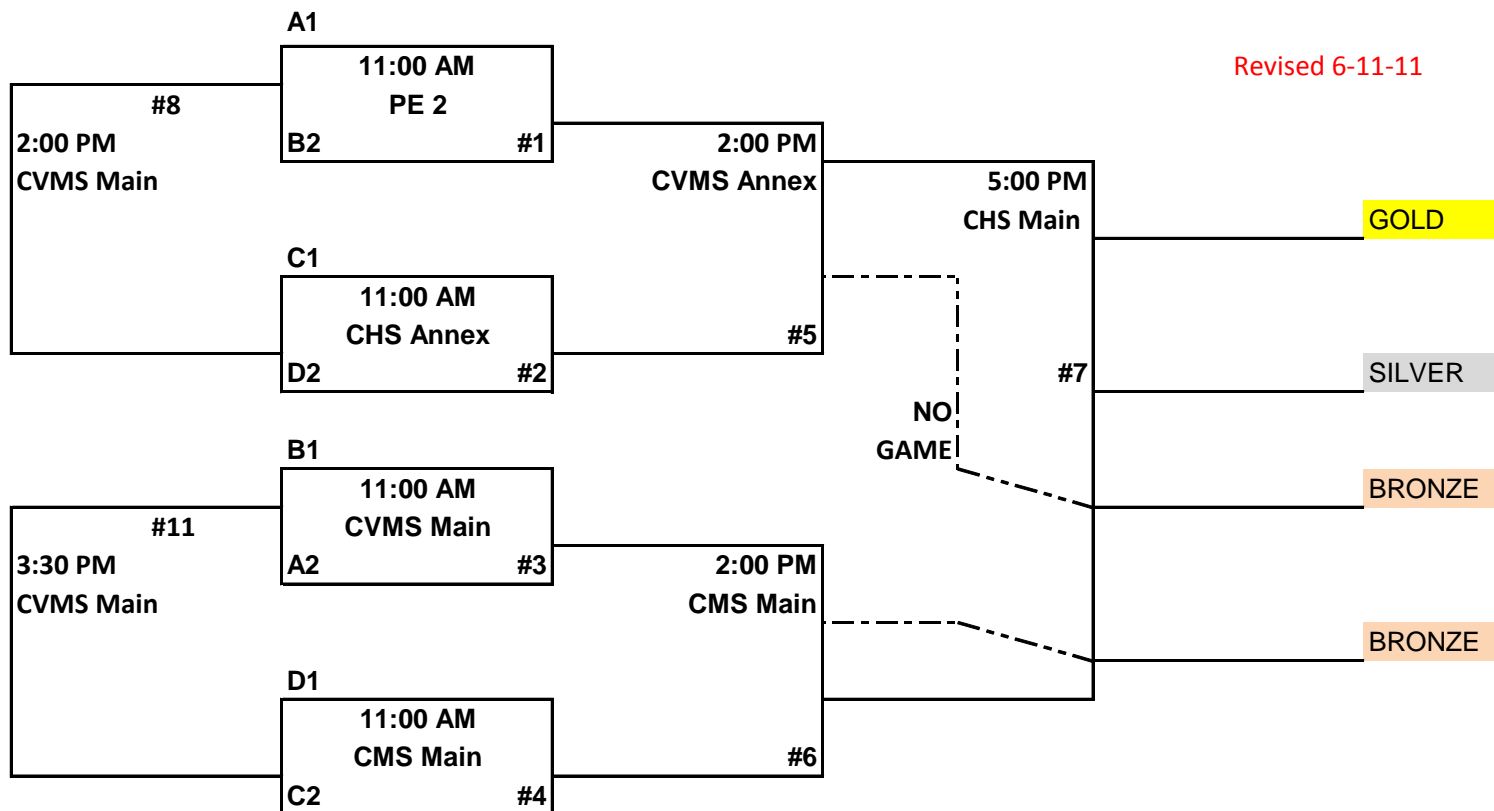 A1
11:00 AM
Revised 6-11-11
#8
PE 2
2:00 PM
B2
#1
2:00 PM
CVMS Main
CVMS Annex
5:00 PM
CHS Main
GOLD
C1
11:00 AM
CHS Annex
#5
D2
#2
#7
SILVER
NO
GAME
B1
11:00 AM
BRONZE
#11
CVMS Main
3:30 PM
A2
#3
2:00 PM
CVMS Main
CMS Main
BRONZE
D1
11:00 AM
CMS Main
#6
C2
#4